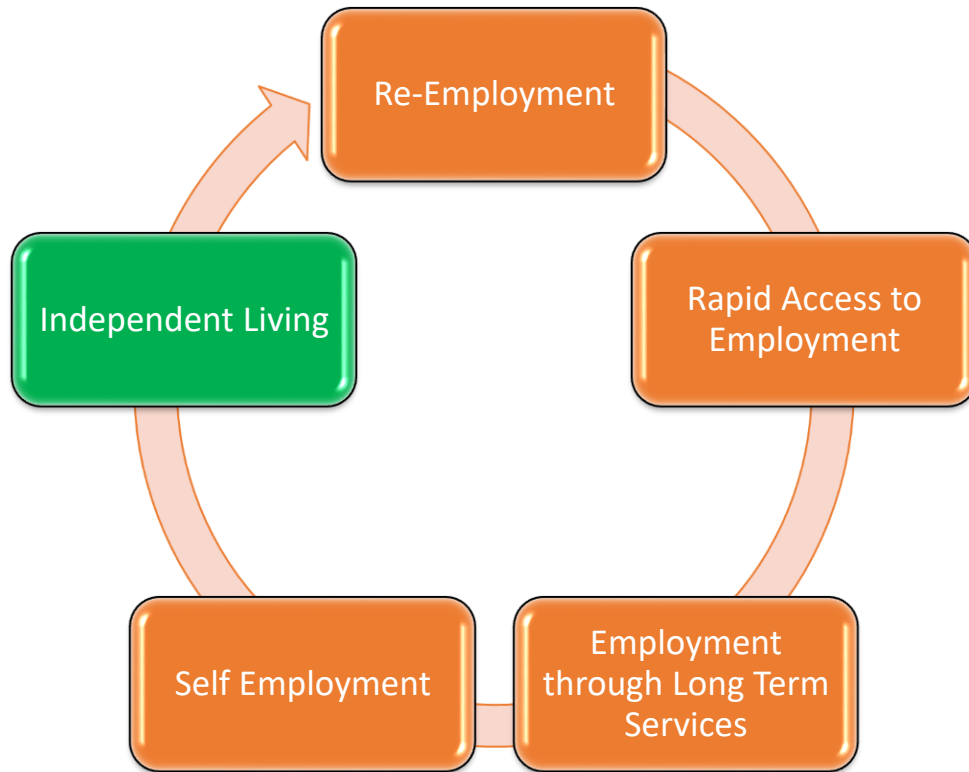 Re-Employment
Rapid Access to
Employment
Employment
through Long Term
Services
Self Employment
Independent Living